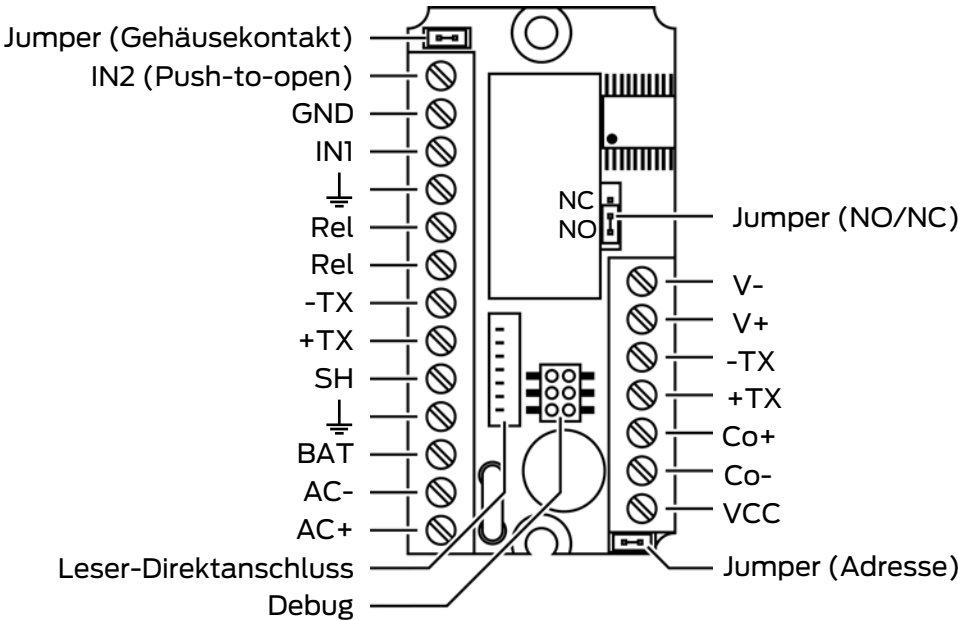 Jumper (Gehäusekontakt)
IN2 (Push-to-open)
GND
IN1
Rel
Rel
-TX
+TX
SH
BAT
AC-
AC+
Leser-Direktanschluss
Debug
NC
NO
Jumper (NO/NC)
V-
V+
-TX
+TX
Co+
Co-
VCC
Jumper (Adresse)